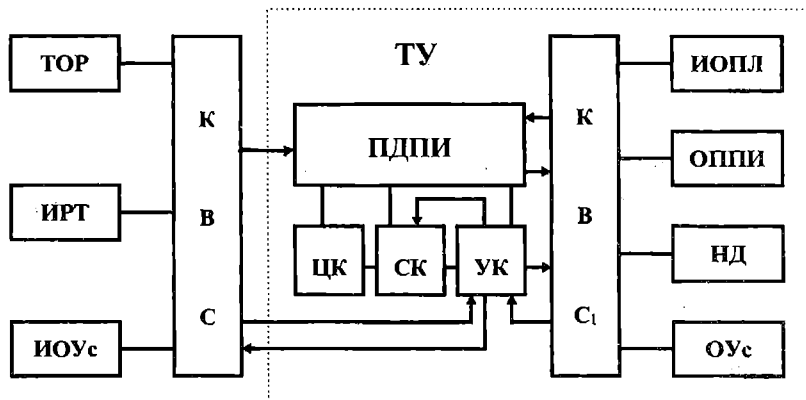 ТУ
ТОР
ИРТ
ИОУс
К
В
С
ПДПИ
ЦК
СК
УК
К
В
С₁
ИОПЛ
ОППИ
НД
ОУс